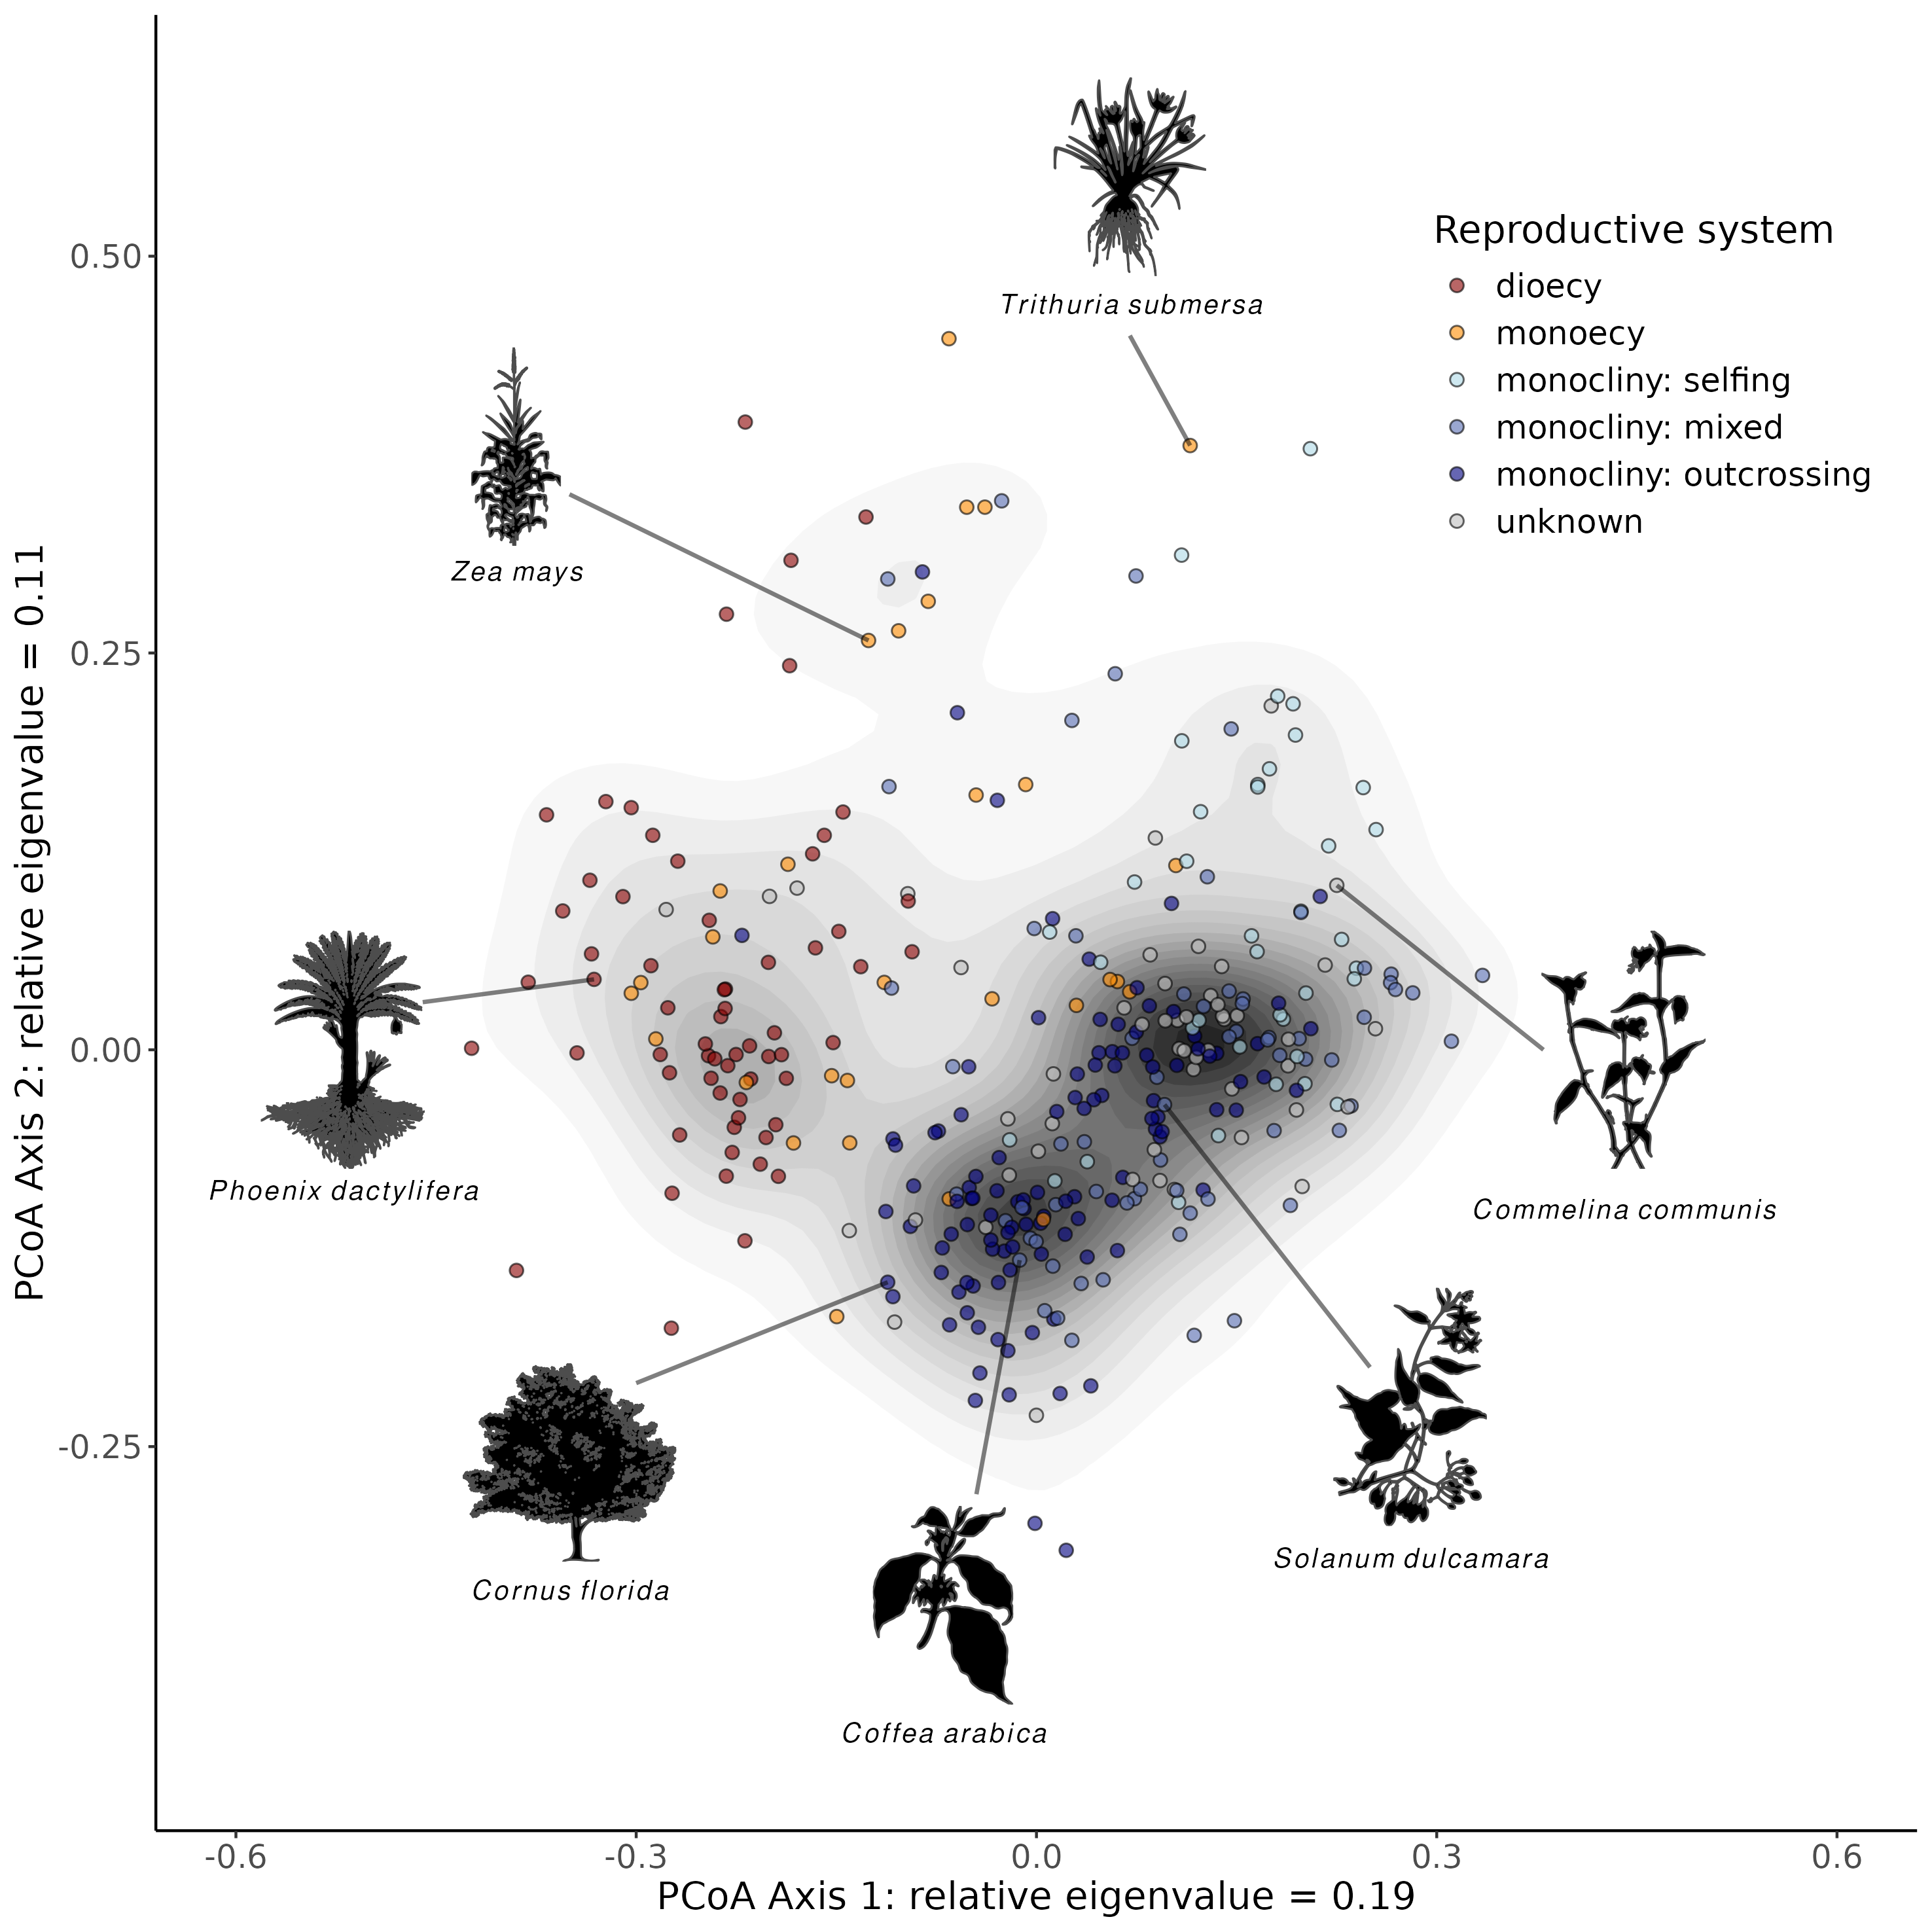 Trithuria submersa
Reproductive system
dioecy
monoecy
monocliny: selfing
monocliny: mixed
monocliny: outcrossing
unknown
Zea mays
Phoenix dactylifera
Commelina communis
Cornus florida
Solanum dulcamara
Coffea arabica
0.50
0.25
0.00
-0.25
PCoA Axis 2: relative eigenvalue = 0.11
-0.6
-0.3
0.0
0.3
0.6
PCoA Axis 1: relative eigenvalue = 0.19